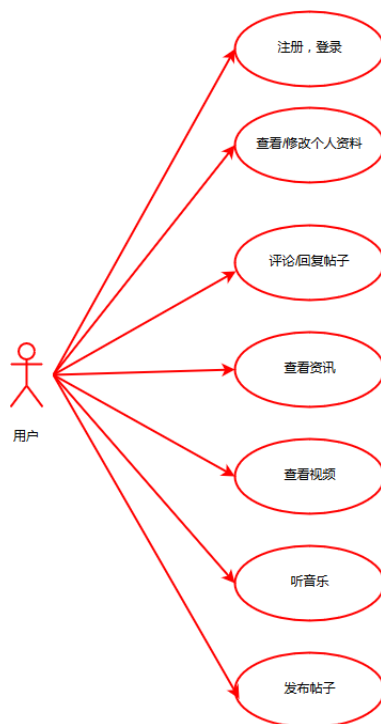 注册，登录
查看/修改个人资料
评论/回复帖子
查看资讯
用户
查看视频
听音乐
发布帖子